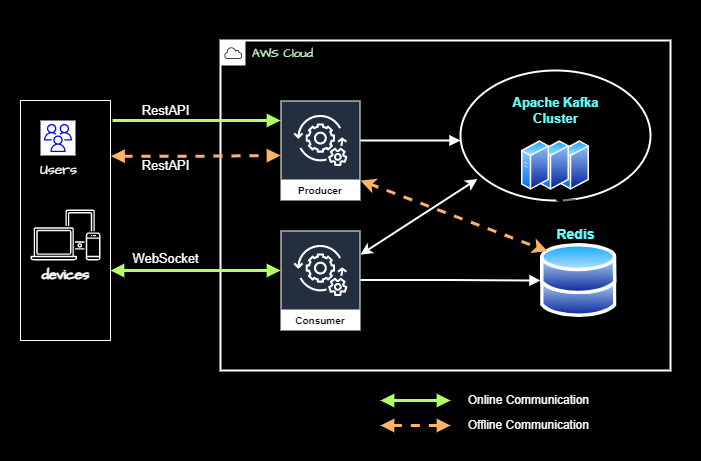 AWS Cloud
RestAPI
Apache Kafka
Cluster
RestAPI
Users
Producer
Redis
WebSocket
devices
Consumer
Online Communication
Offline Communication